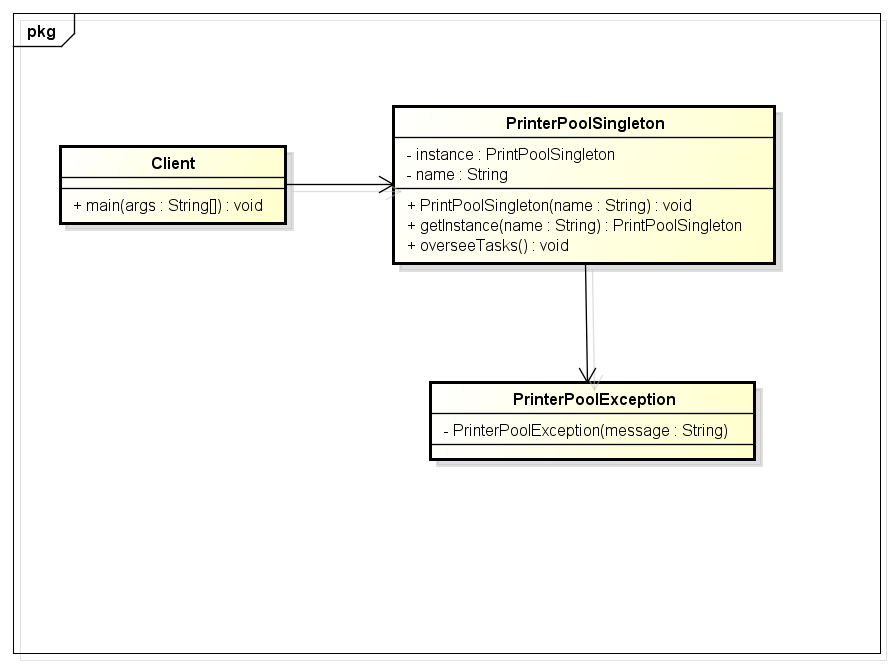 pkg
Client
+ main(args : String[]) : void
PrinterPoolSingleton
- instance : PrintPoolSingleton
- name : String
+ PrintPoolSingleton(name : String) : void
+ getInstance(name : String) : PrintPoolSingleton
+ overseeTasks() : void
PrinterPoolException
- PrinterPoolException(message : String)